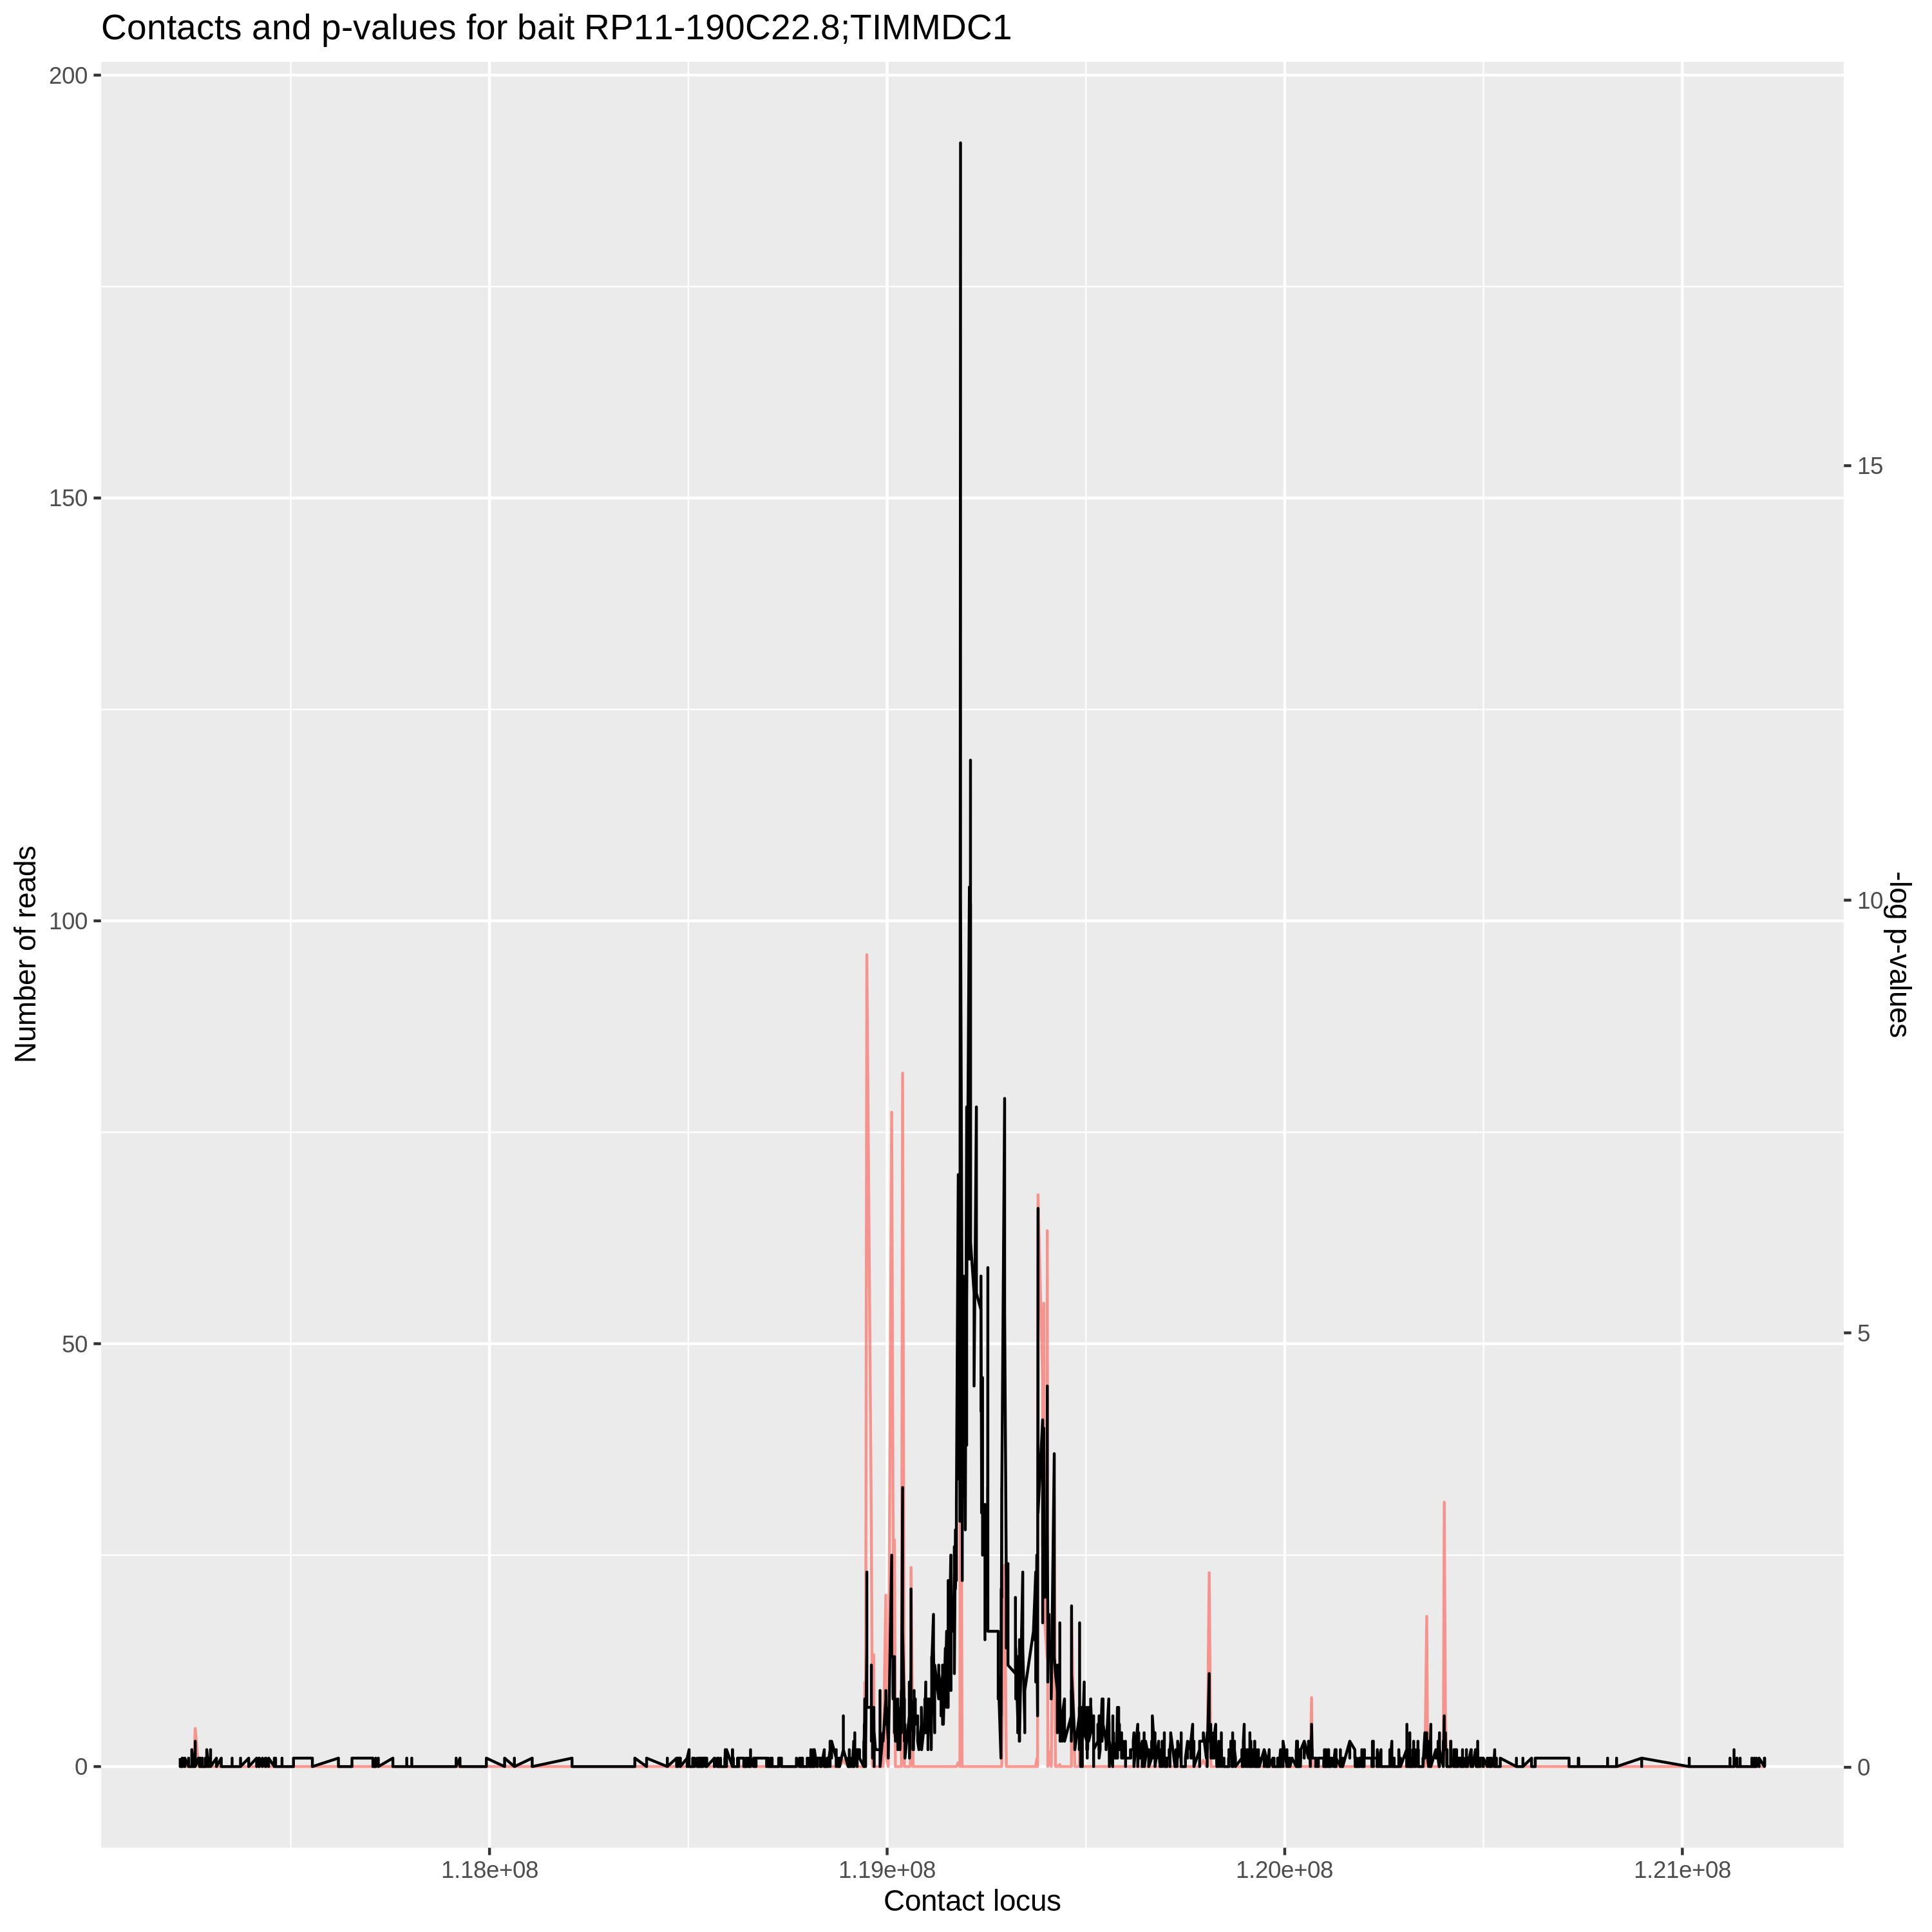 Contacts and p-values for bait RP11-190C22.8;TIMMDC1
200
150
100
50
0
Number of reads
15
10
5
0
-log p-values
1.18e+08
1.19e+08
1.20e+08
1.21e+08
Contact locus